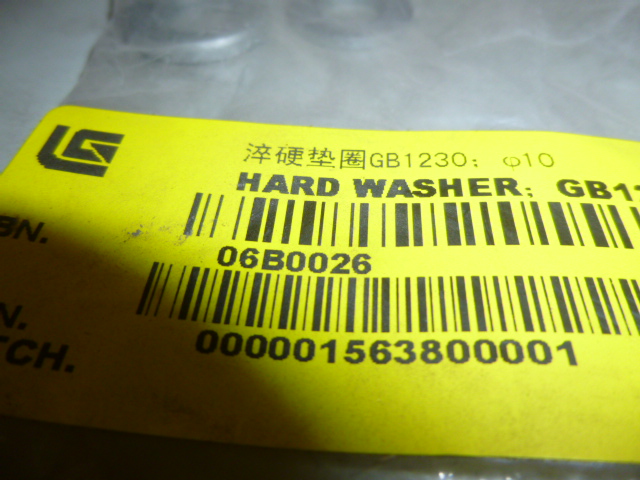 淬硬垫圈GB1230: φ10
HARD WASHER: GB1
BN.
06B0026
N.
TCH.
000001563800001